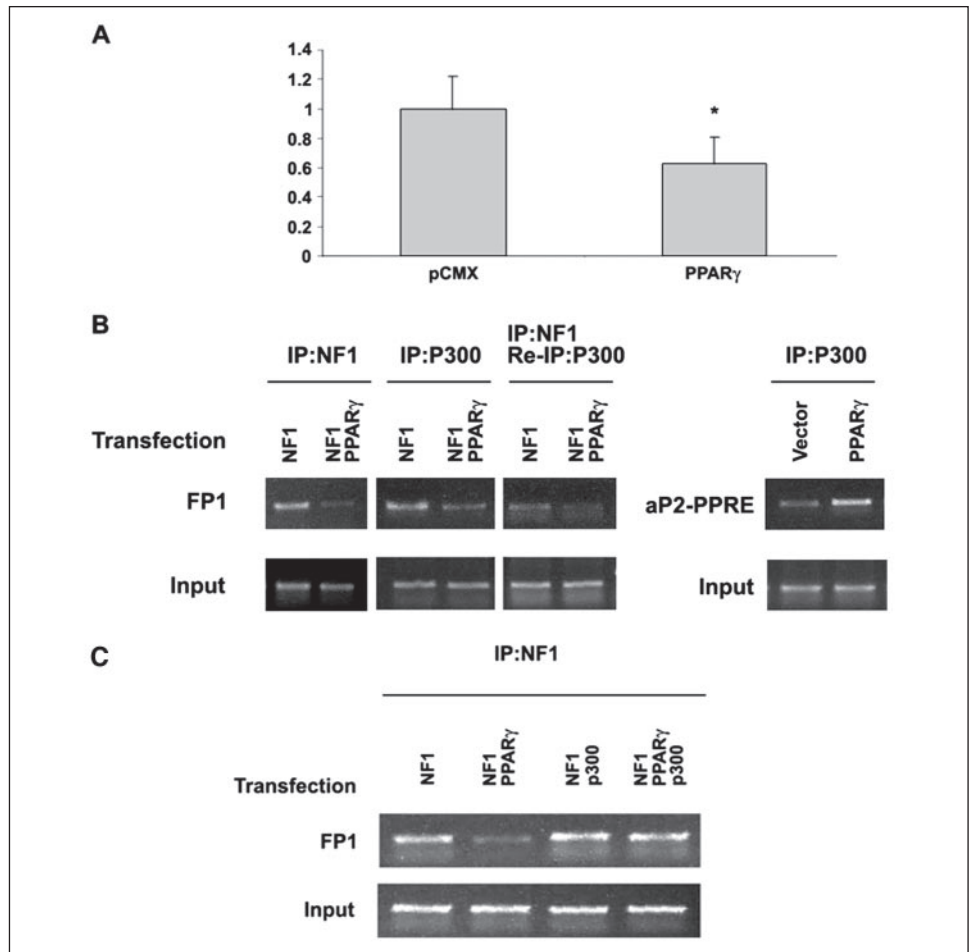 A
1.4
1.2
1
0.8
0.6
0.4
0.2
0
*
pCMX PPARγ
B
IP:NF1 IP:P300 IP:NF1 Re-IP:P300 IP:P300
Transfection NF1 NF1 PPARγ NF1 NF1 PPARγ NF1 NF1 PPARγ Vector PPARγ
FP1 aP2-PPRE
Input Input
C
IP:NF1
Transfection NF1 NF1 PPARγ NF1 p300 NF1 PPARγ p300
FP1
Input